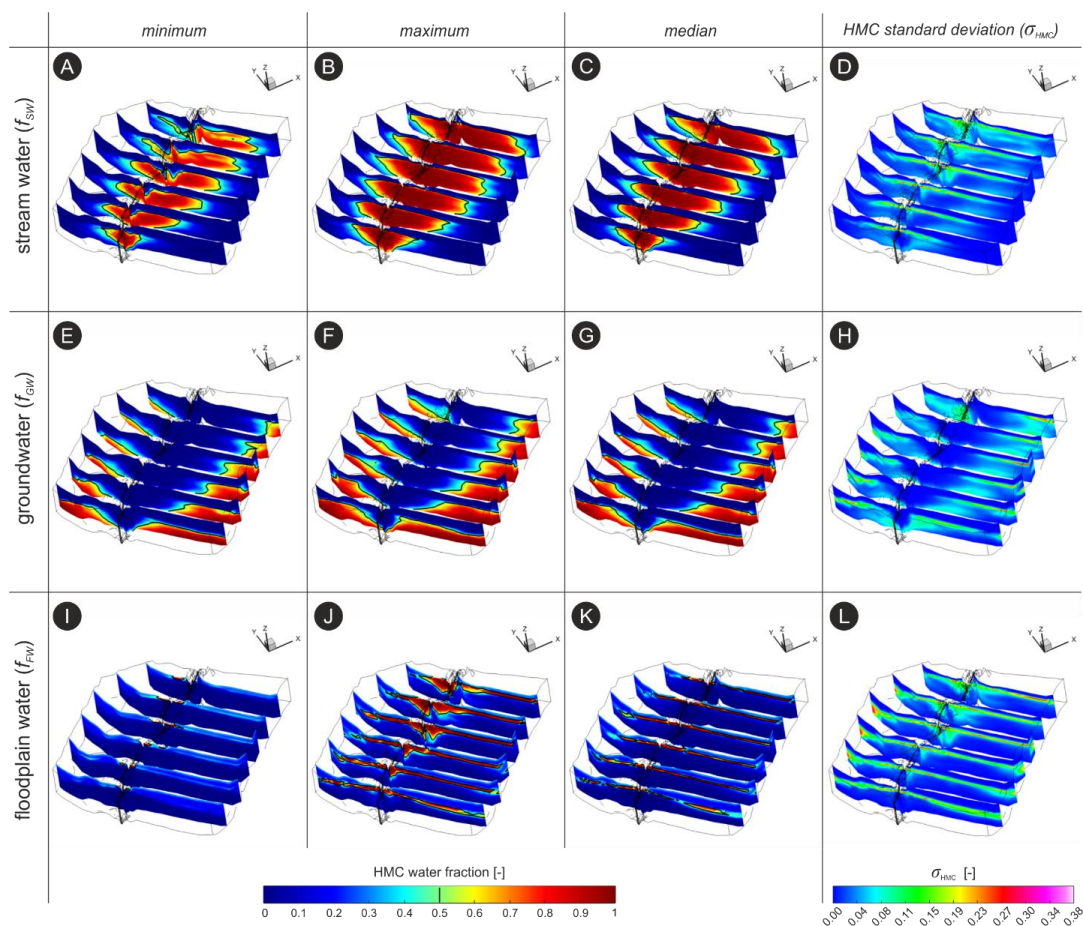 minimum
maximum
median
HMC standard deviation (σHMC)
stream water (fSW)
A
Y
Z
X
B
Y
Z
X
C
Y
Z
X
D
Y
Z
X
groundwater (fGW)
E
Y
Z
X
F
Y
Z
X
G
Y
Z
X
H
Y
Z
X
floodplain water (fFW)
I
Y
Z
X
J
Y
Z
X
K
Y
Z
X
L
Y
Z
X
HMC water fraction [-]
0 0.1 0.2 0.3 0.4 0.5 0.6 0.7 0.8 0.9 1
σHMC [-]
0.00 0.04 0.08 0.11 0.15 0.19 0.23 0.27 0.30 0.34 0.38